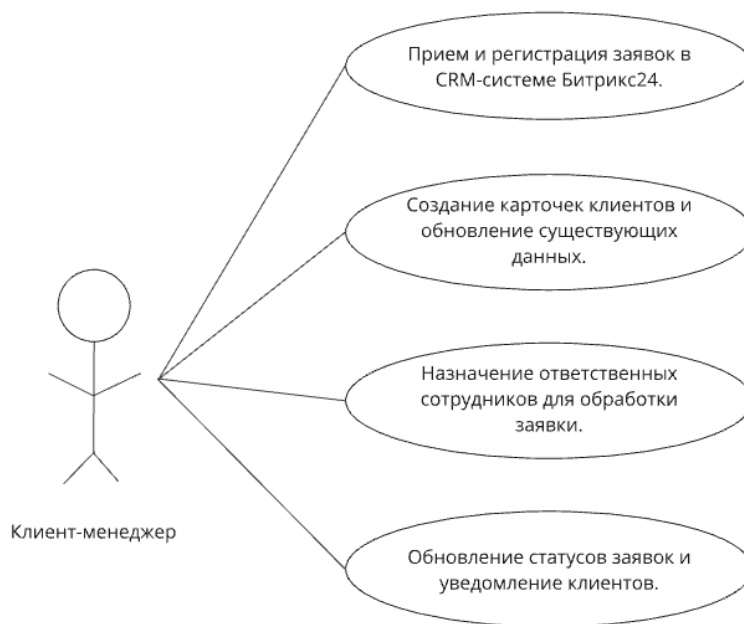 Прием и регистрация заявок в
CRM-системе Битрикс24.
Создание карточек клиентов и
обновление существующих
данных.
Назначение ответственных
сотрудников для обработки
заявки.
Клиент-менеджер
Обновление статусов заявок и
уведомление клиентов.